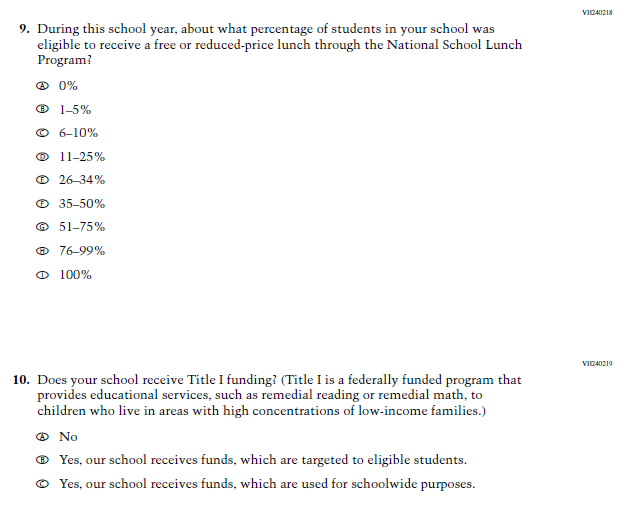 VH240218
9. During this school year, about what percentage of students in your school was
eligible to receive a free or reduced-price lunch through the National School Lunch
Program?
Ⓐ 0%
Ⓑ 1–5%
Ⓒ 6–10%
Ⓓ 11–25%
Ⓔ 26–34%
Ⓕ 35–50%
Ⓖ 51–75%
Ⓗ 76–99%
Ⓘ 100%
VH240219
10. Does your school receive Title I funding? (Title I is a federally funded program that
provides educational services, such as remedial reading or remedial math, to
children who live in areas with high concentrations of low-income families.)
Ⓐ No
Ⓑ Yes, our school receives funds, which are targeted to eligible students.
Ⓒ Yes, our school receives funds, which are used for schoolwide purposes.